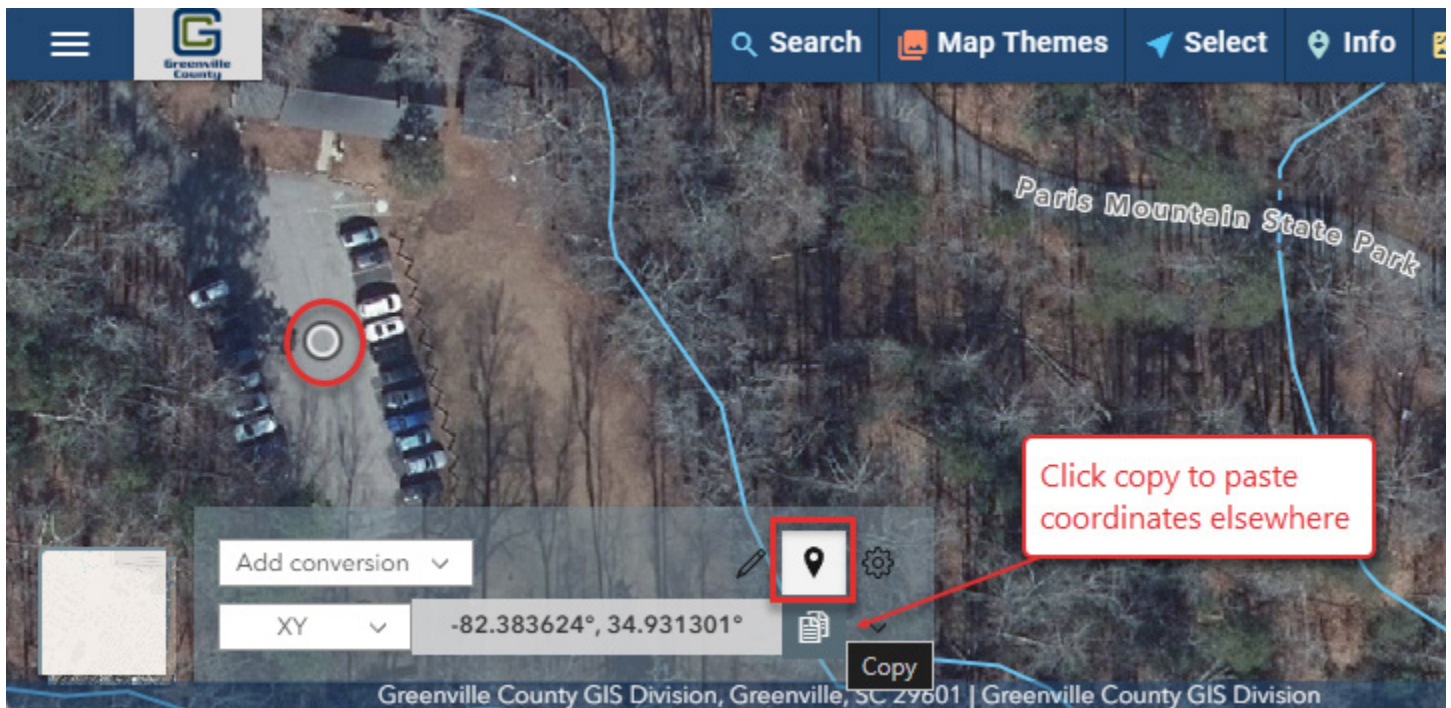 Greenville
County
Search
Map Themes
Select
Info
Paris Mountain State Park
Click copy to paste
coordinates elsewhere
Add conversion
XY
-82.383624°, 34.931301°
Copy
Greenville County GIS Division, Greenville, SC 29601 | Greenville County GIS Division